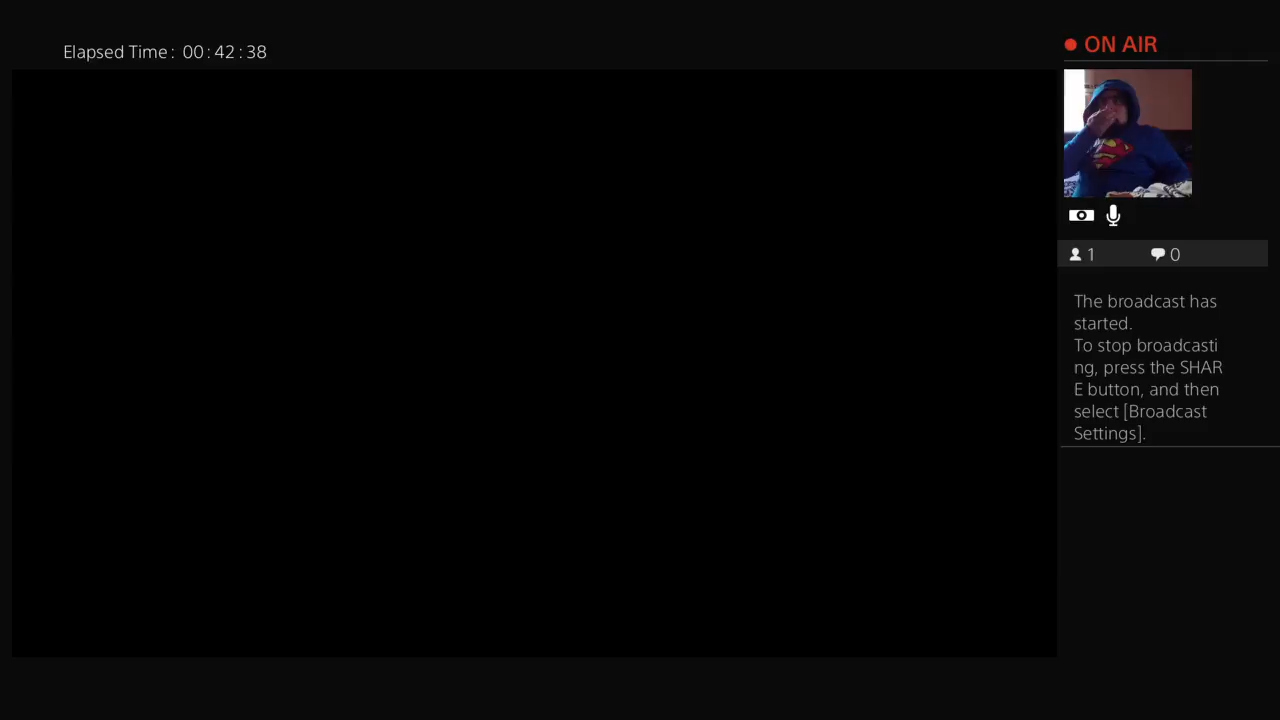 Elapsed Time: 00:42:38
ON AIR
1 0
The broadcast has
started.
To stop broadcasti
ng, press the SHAR
E button, and then
select [Broadcast
Settings].